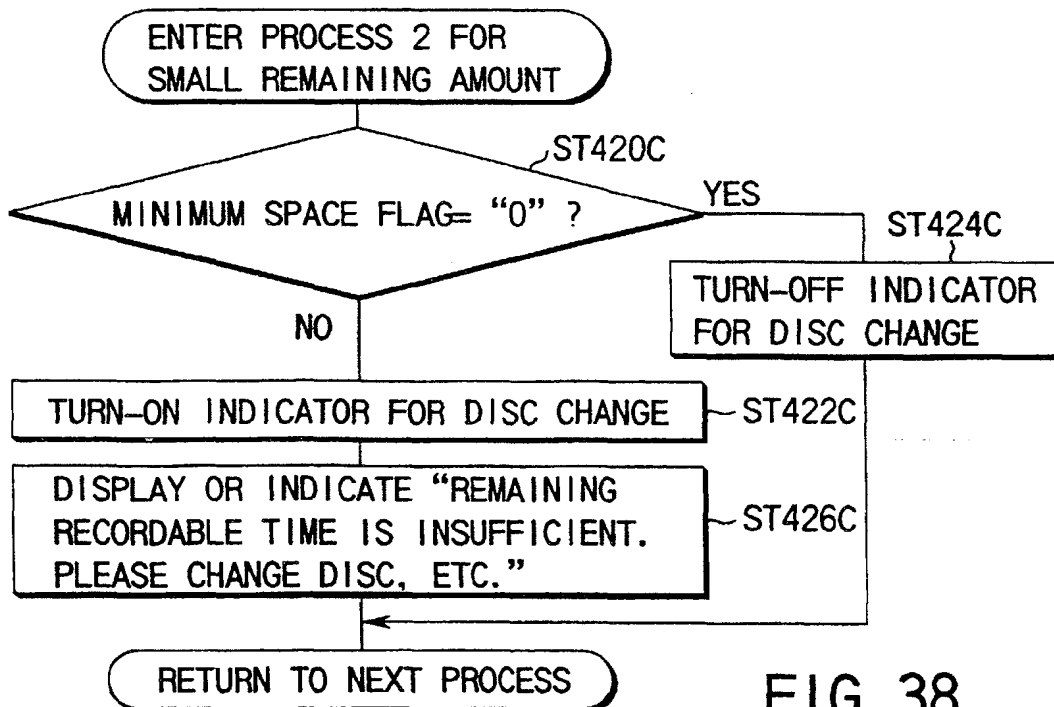 ENTER PROCESS 2 FOR
SMALL REMAINING AMOUNT
ST420C
MINIMUM SPACE FLAG= “0” ?
YES
ST424C
TURN-OFF INDICATOR
FOR DISC CHANGE
NO
TURN-ON INDICATOR FOR DISC CHANGE
ST422C
DISPLAY OR INDICATE “REMAINING
RECORDABLE TIME IS INSUFFICIENT.
PLEASE CHANGE DISC, ETC.”
ST426C
RETURN TO NEXT PROCESS
FIG. 38